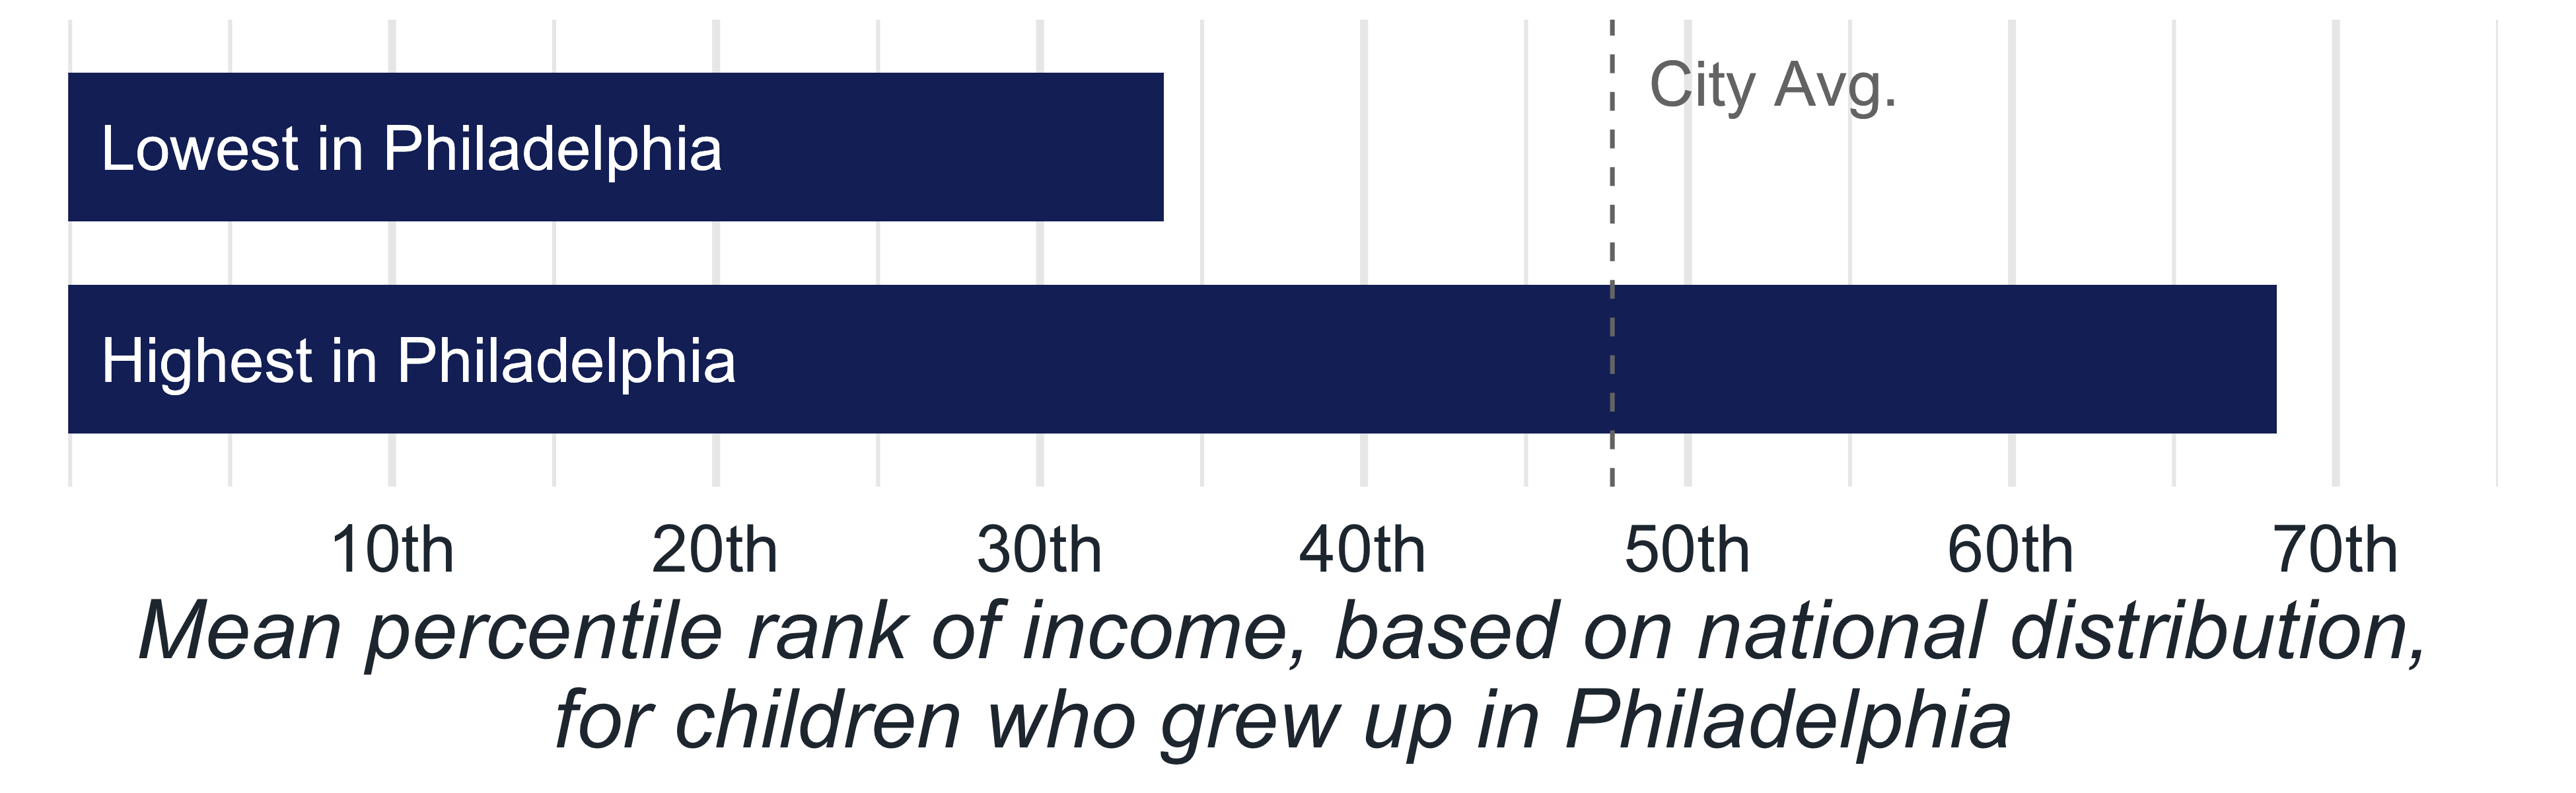 City Avg.
Lowest in Philadelphia
Highest in Philadelphia
10th 20th 30th 40th 50th 60th 70th
Mean percentile rank of income, based on national distribution,
for children who grew up in Philadelphia